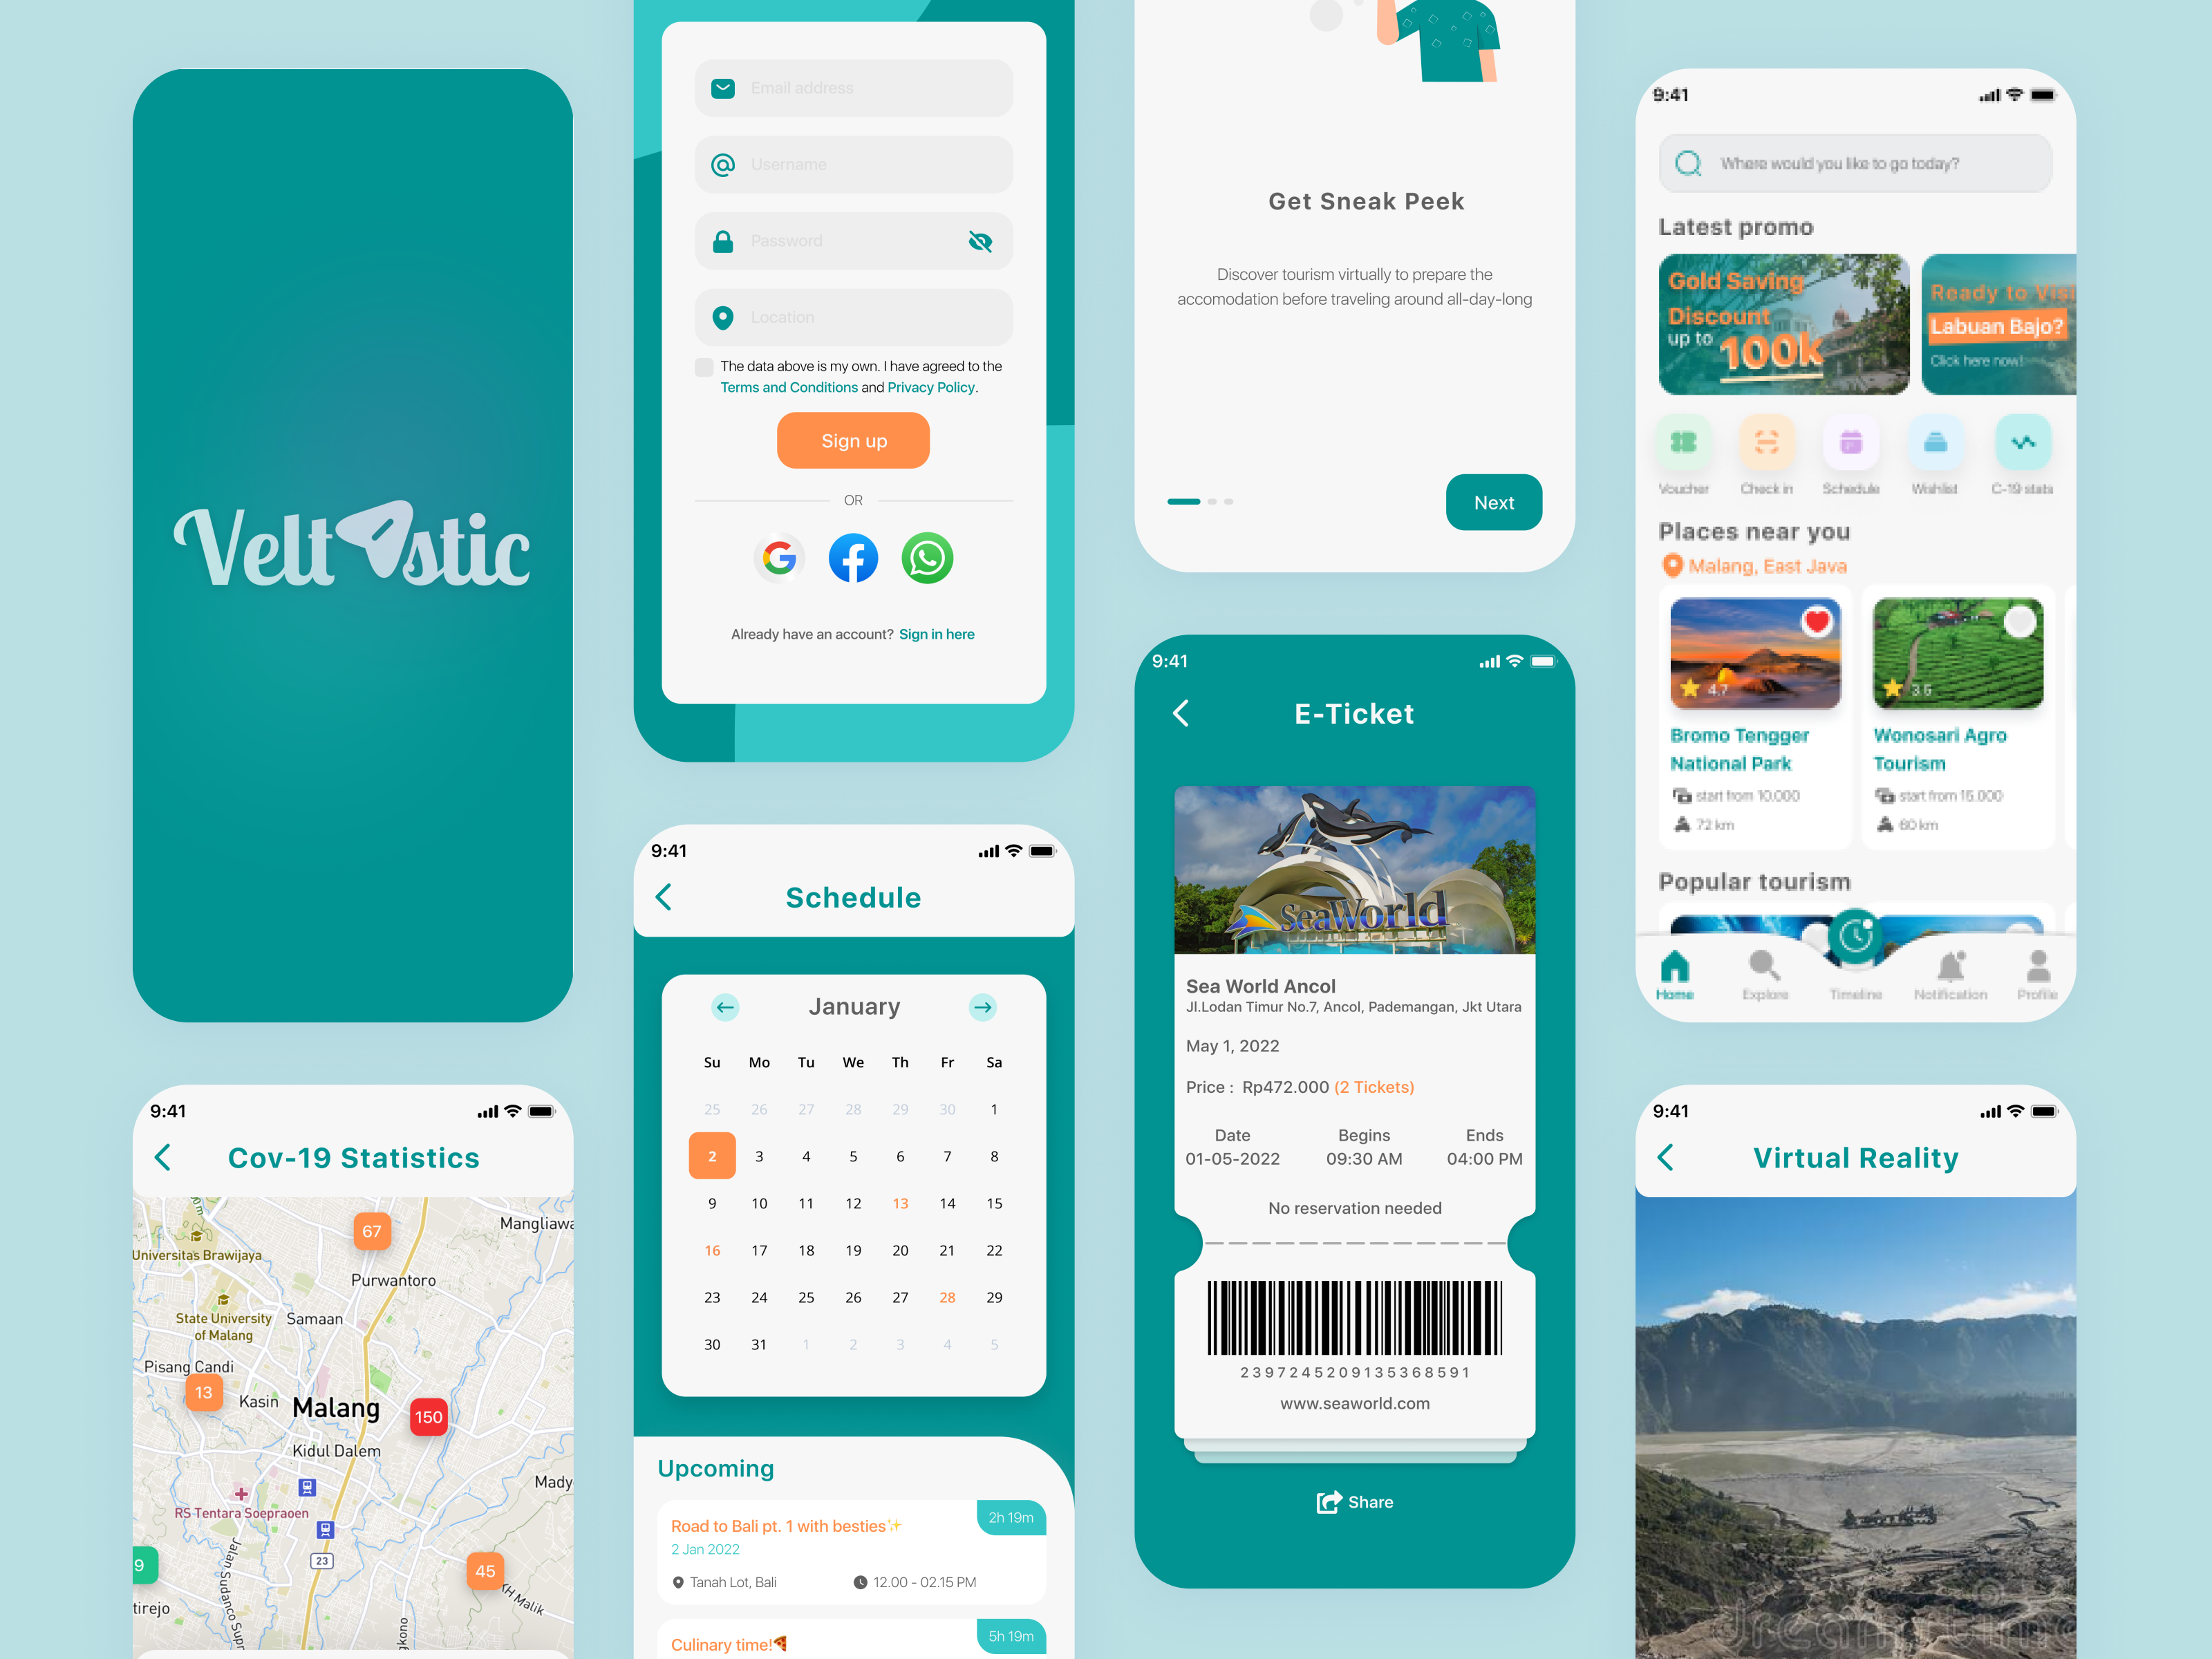 Veltastic
9:41
Cov-19 Statistics
67
Mangliawa
Universitas Brawijaya
Purwantoro
State University
of Malang
Samaan
Pisang Candi
13
Kasin
Malang
150
Kidul Dalem
Mady
RS Tentara Soepraoen
23
9
45
KH Malik
tirejo
Jalan Sudanco Supr
gkono
Email address
Username
Password
Location
The data above is my own. I have agreed to the
Terms and Conditions and Privacy Policy.
Sign up
OR
Already have an account? Sign in here
9:41
Schedule
January
Su Mo Tu We Th Fr Sa
25 26 27 28 29 30 1
2 3 4 5 6 7 8
9 10 11 12 13 14 15
16 17 18 19 20 21 22
23 24 25 26 27 28 29
30 31 1 2 3 4 5
Upcoming
2h 19m
Road to Bali pt. 1 with besties✨
2 Jan 2022
Tanah Lot, Bali 12.00 - 02.15 PM
5h 19m
Culinary time!🍕
Get Sneak Peek
Discover tourism virtually to prepare the
accomodation before traveling around all-day-long
Next
9:41
E-Ticket
SeaWorld
Sea World Ancol
Jl.Lodan Timur No.7, Ancol, Pademangan, Jkt Utara
May 1, 2022
Price : Rp472.000 (2 Tickets)
Date Begins Ends
01-05-2022 09:30 AM 04:00 PM
No reservation needed
2397245209135368591
www.seaworld.com
Share
9:41
Where would you like to go today?
Latest promo
Gold Saving
Discount
up to 100k
Ready to Visi
Labuan Bajo?
Click here now!
Voucher Check in Schedule Wishlist C-19 stats
Places near you
Malang, East Java
4.7 3.5
Bromo Tengger
National Park
start from 10.000
72 km
Wonosari Agro
Tourism
start from 15.000
60 km
Popular tourism
Home Explore Timeline Notification Profile
9:41
Virtual Reality
dreamstime